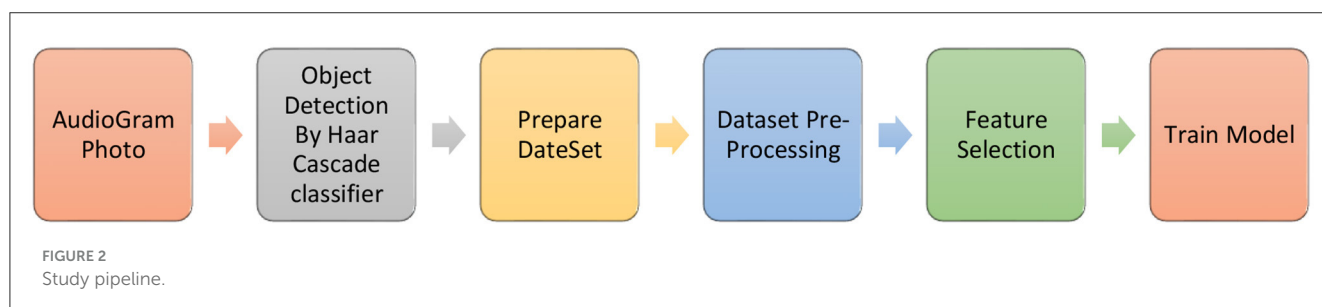 AudioGram
Photo
Object
Detection
By Haar
Cascade
classifier
Prepare
DateSet
Dataset Pre-
Processing
Feature
Selection
Train Model
FIGURE 2
Study pipeline.